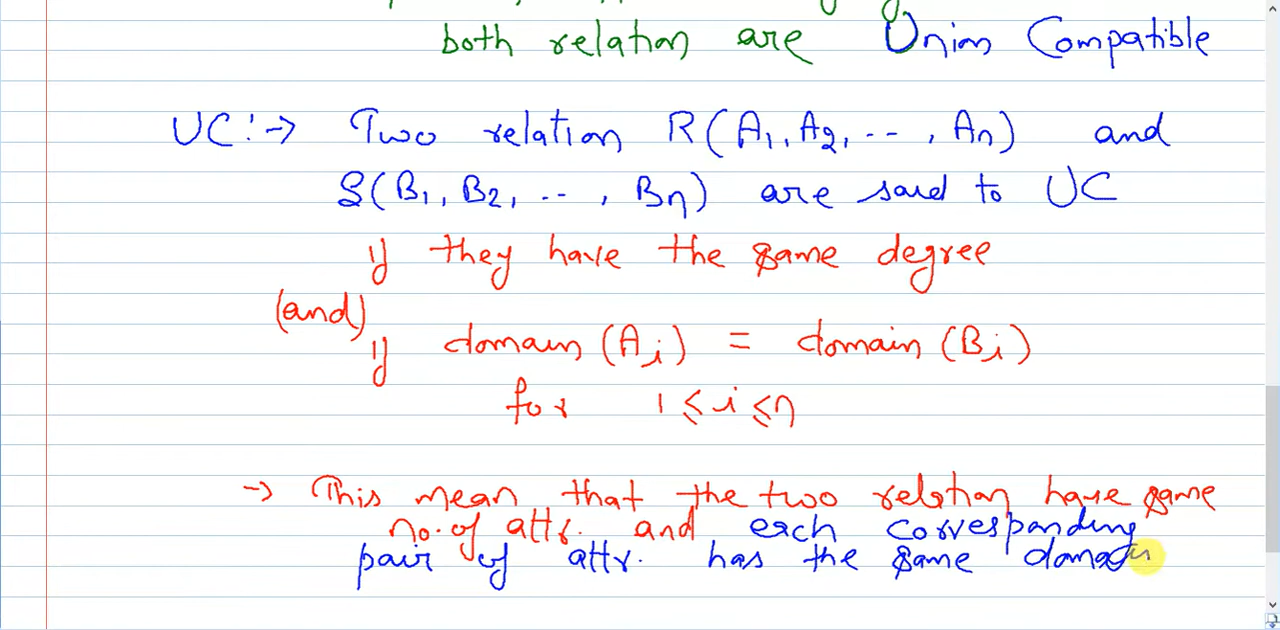 both relation are Union Compatible
UC:→ Two relation R(A1, A2, -- , An) and
S(B1, B2, -- , Bn) are said to UC
if they have the same degree
(and)
if domain (Ai) = domain (Bi)
for 1 ≤ i ≤ n
→ This mean that the two relation have same
no. of attr. and each corresponding
pair of attr. has the same domain